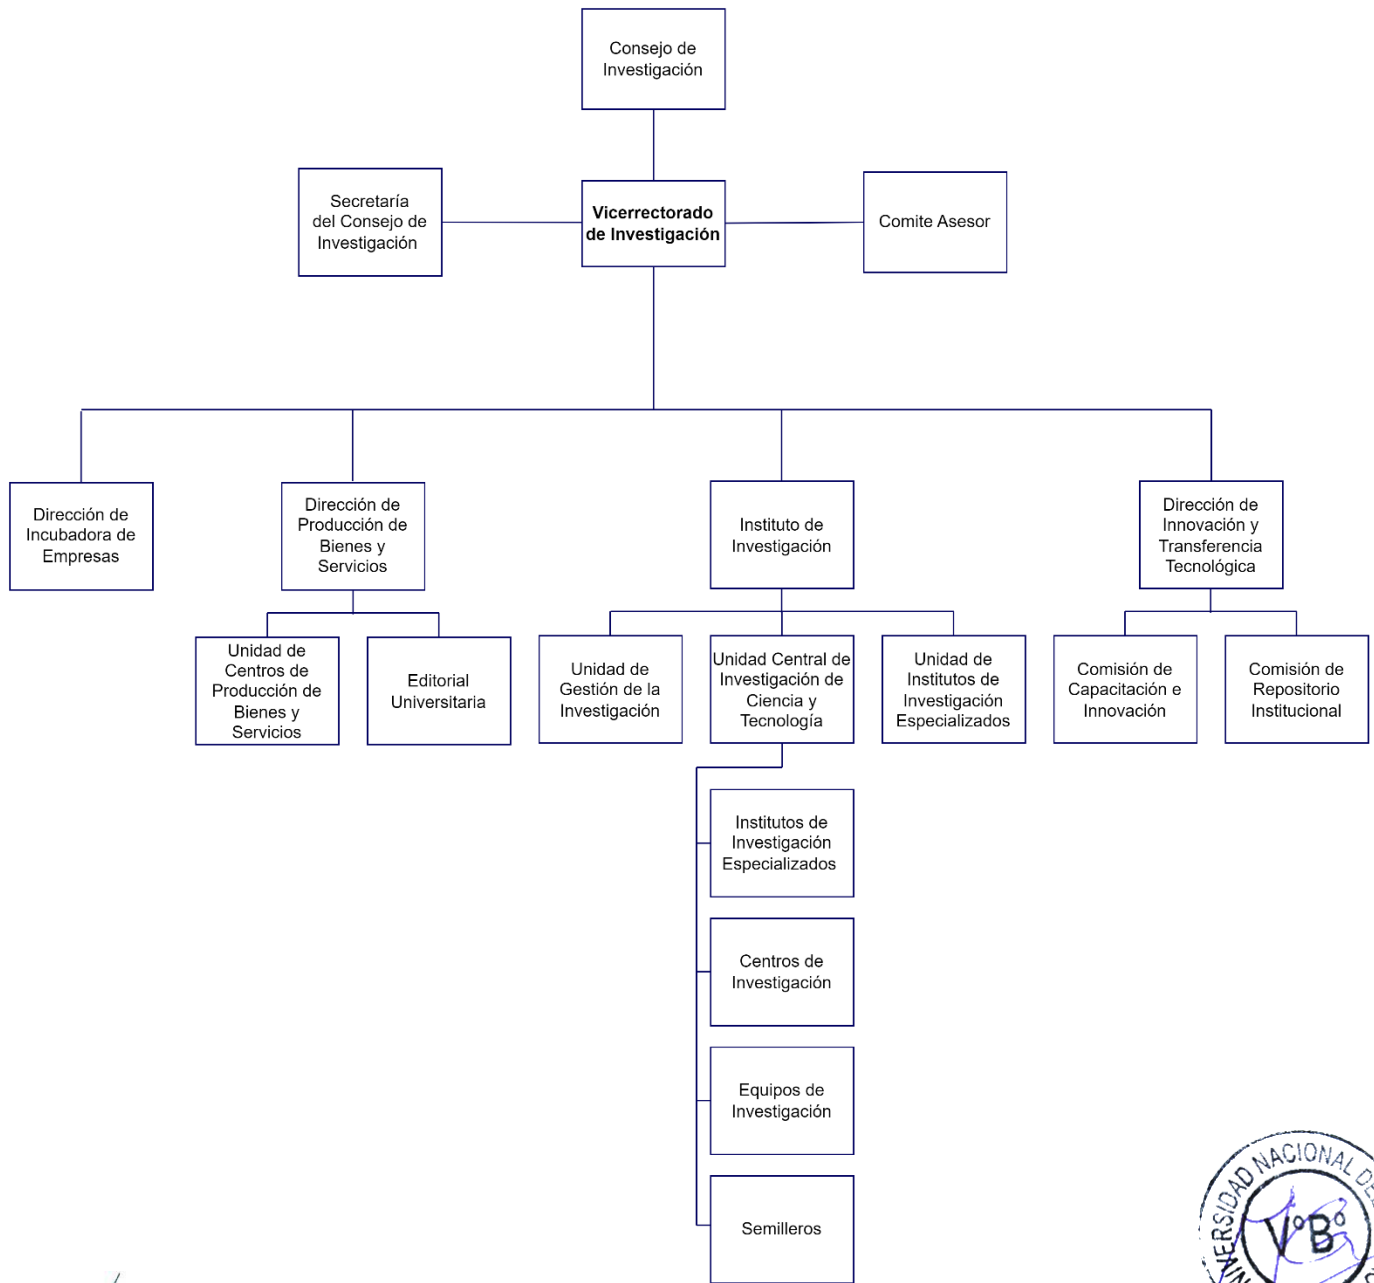 Consejo de
Investigación
Secretaría
del Consejo de
Investigación
Vicerrectorado
de Investigación
Comite Asesor
Dirección de
Incubadora de
Empresas
Dirección de
Producción de
Bienes y
Servicios
Instituto de
Investigación
Dirección de
Innovación y
Transferencia
Tecnológica
Unidad de
Centros de
Producción de
Bienes y
Servicios
Editorial
Universitaria
Unidad de
Gestión de la
Investigación
Unidad Central de
Investigación de
Ciencia y
Tecnología
Unidad de
Institutos de
Investigación
Especializados
Comisión de
Capacitación e
Innovación
Comisión de
Repositorio
Institucional
Institutos de
Investigación
Especializados
Centros de
Investigación
Equipos de
Investigación
Semilleros
NACIONAL
V°B°